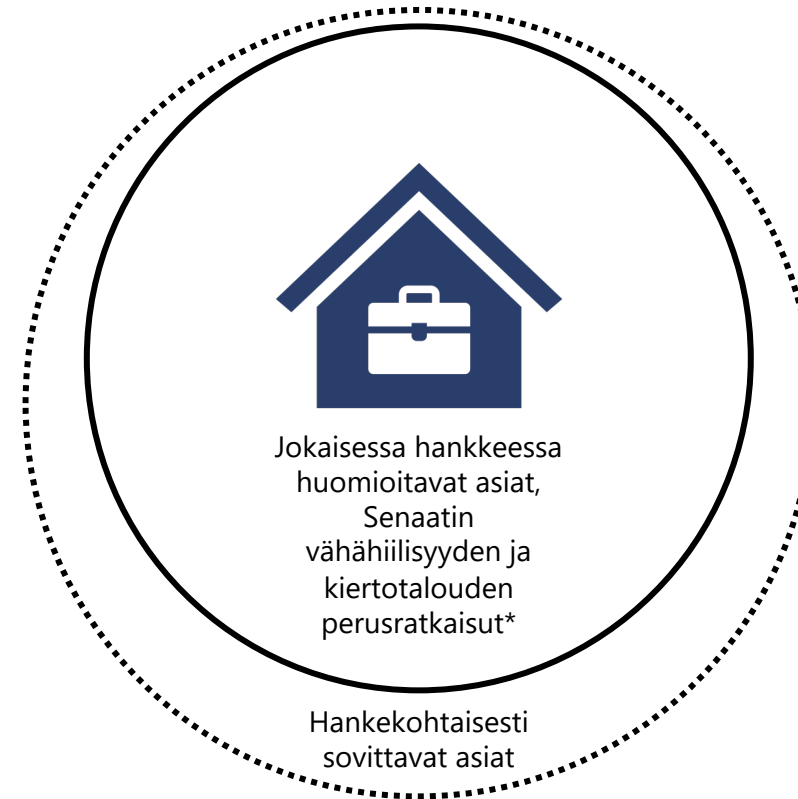 Jokaisessa hankkeessa
huomioitavat asiat,
Senaatin
vähähiilisyyden ja
kiertotalouden
perusratkaisut*
Hankekohtaisesti
sovittavat asiat